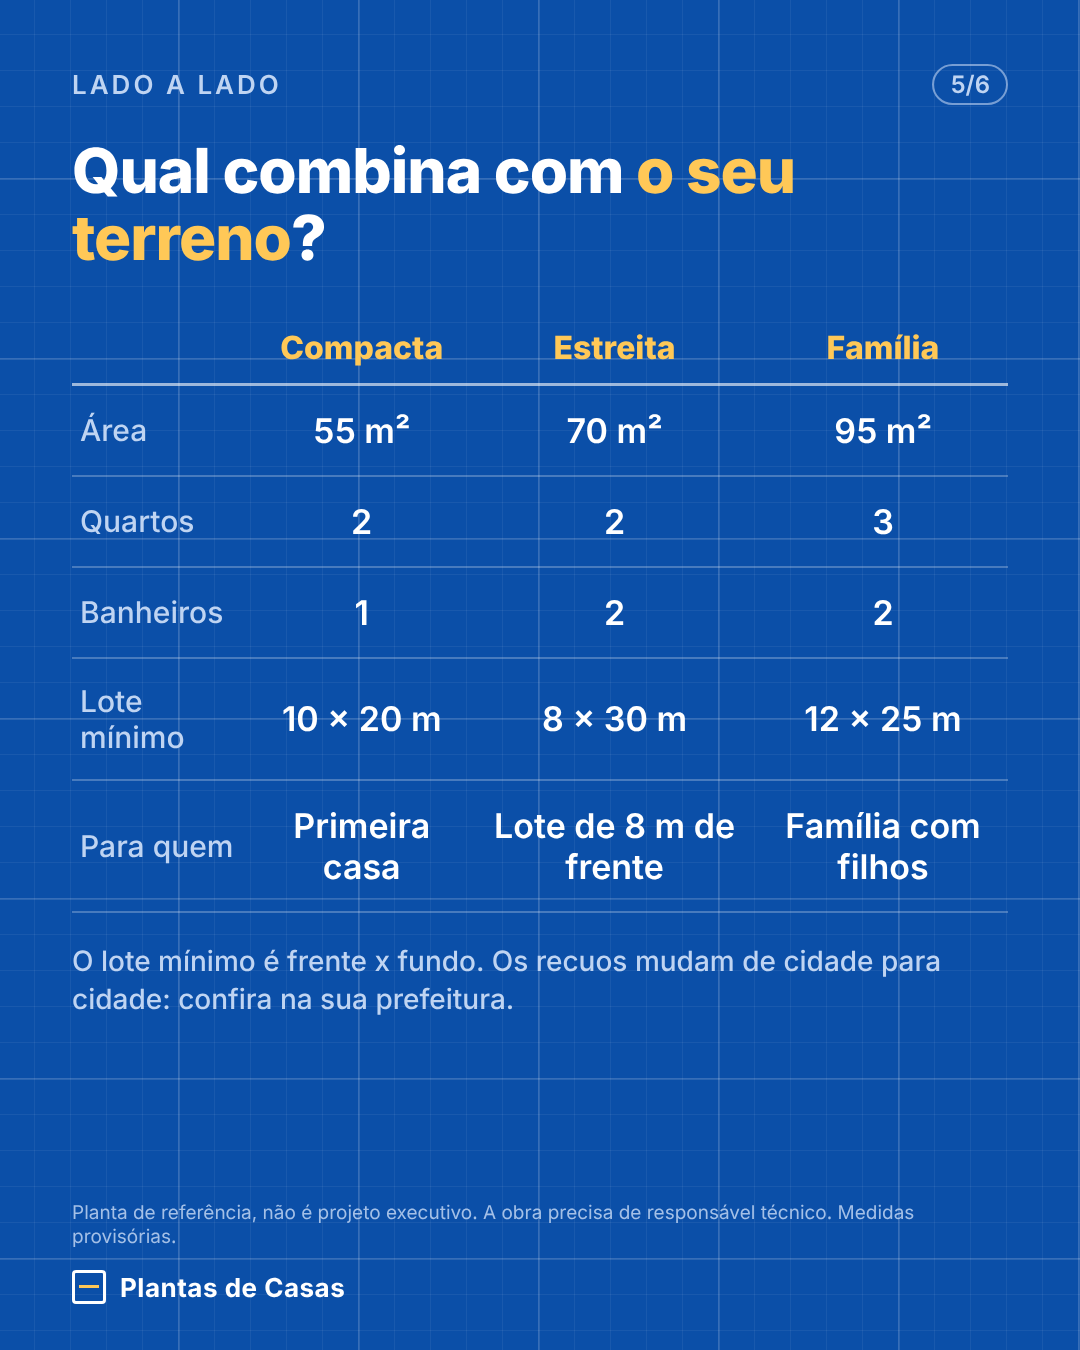 LADO A LADO
5/6
Qual combina com o seu
terreno?
Compacta Estreita Família
Área 55 m² 70 m² 95 m²
Quartos 2 2 3
Banheiros 1 2 2
Lote
mínimo 10 × 20 m 8 × 30 m 12 × 25 m
Para quem Primeira casa Lote de 8 m de frente Família com filhos
O lote mínimo é frente x fundo. Os recuos mudam de cidade para
cidade: confira na sua prefeitura.
Planta de referência, não é projeto executivo. A obra precisa de responsável técnico. Medidas
provisórias.
Plantas de Casas